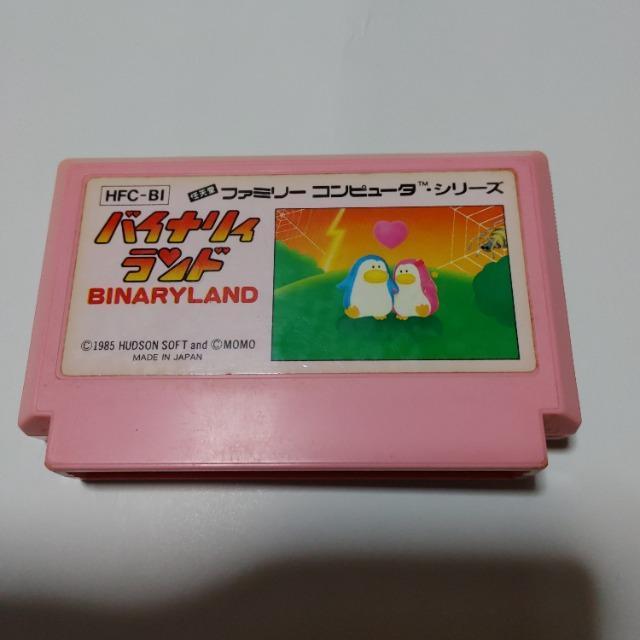 HFC-BI
任天堂 ファミリー コンピュータ™・シリーズ
バイナリィ
ランド
BINARYLAND
©1985 HUDSON SOFT and ©MOMO
MADE IN JAPAN